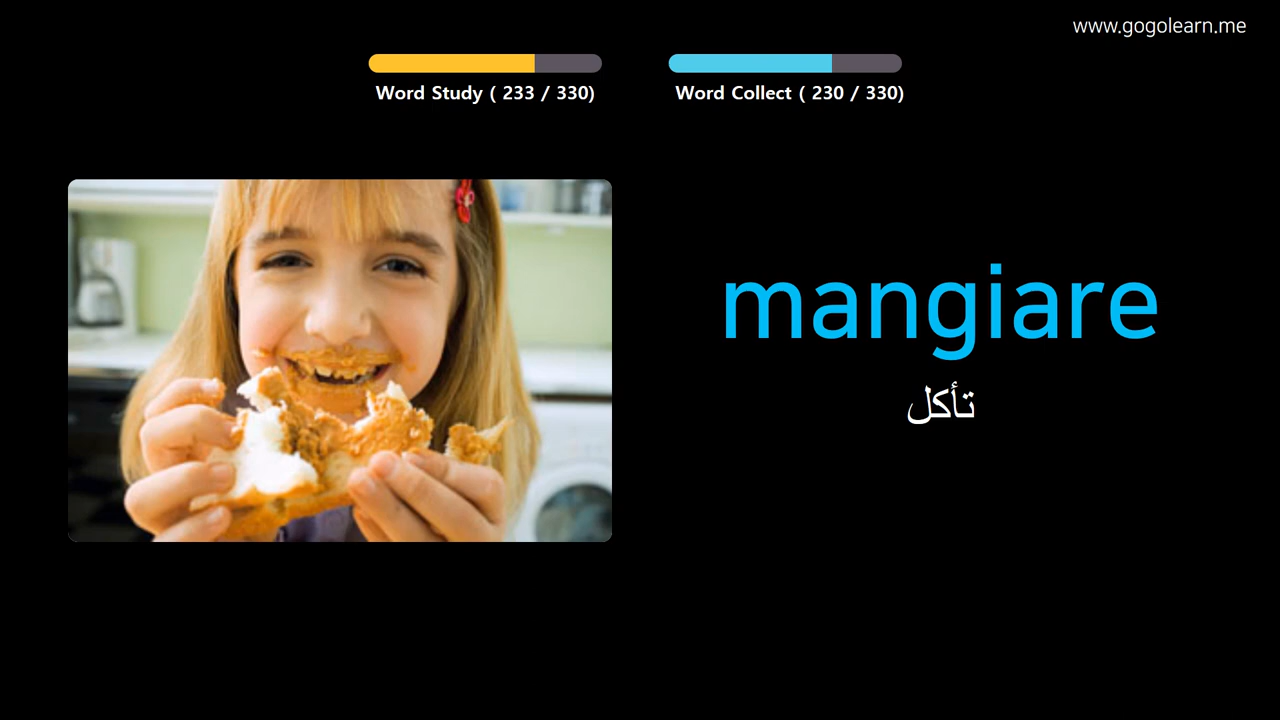 www.gogolearn.me
Word Study ( 233 / 330)
Word Collect ( 230 / 330)
mangiare
تأكل